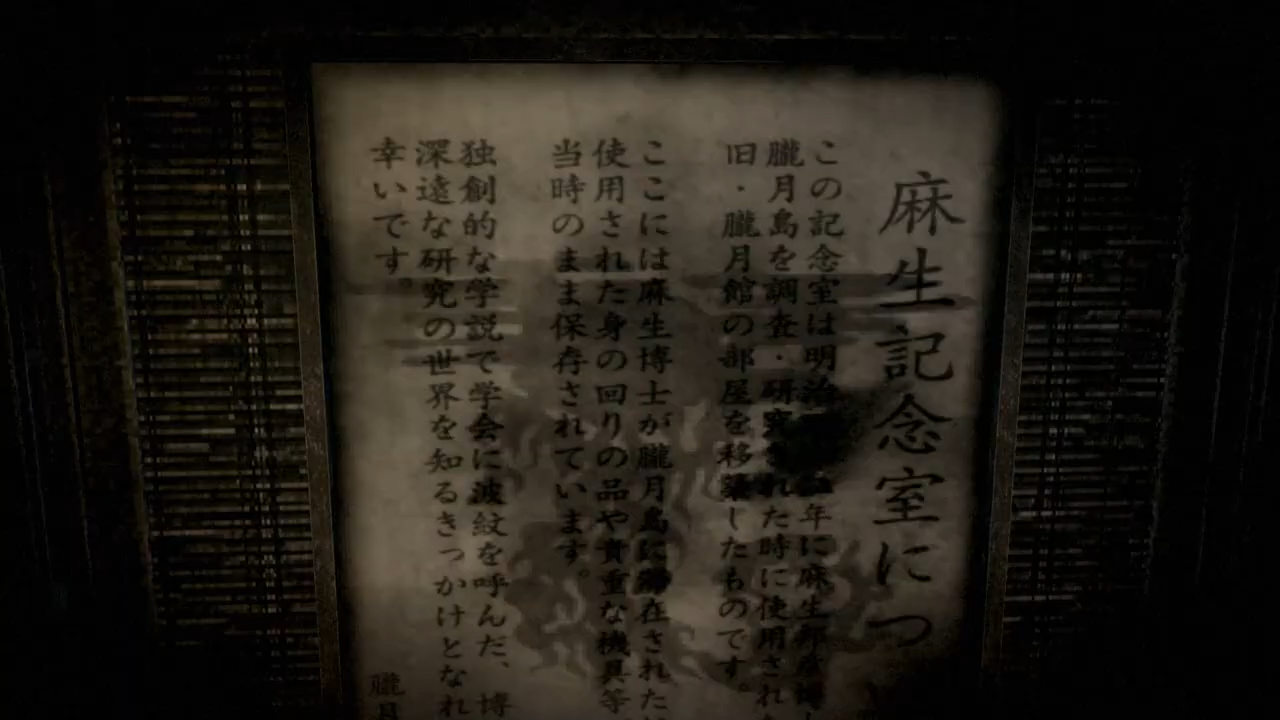 麻生記念室につ
この記念室は明治 年に麻生邦彦博
朧月島を調査・研究された時に使用され
旧・朧月館の部屋を移築したものです。
ここには麻生博士が朧月島に滞在された
使用された身の回りの品や貴重な機具等
当時のまま保存されています。
独創的な学説で学会に波紋を呼んだ、博
深遠な研究の世界を知るきっかけとなれ
幸いです。
朧月